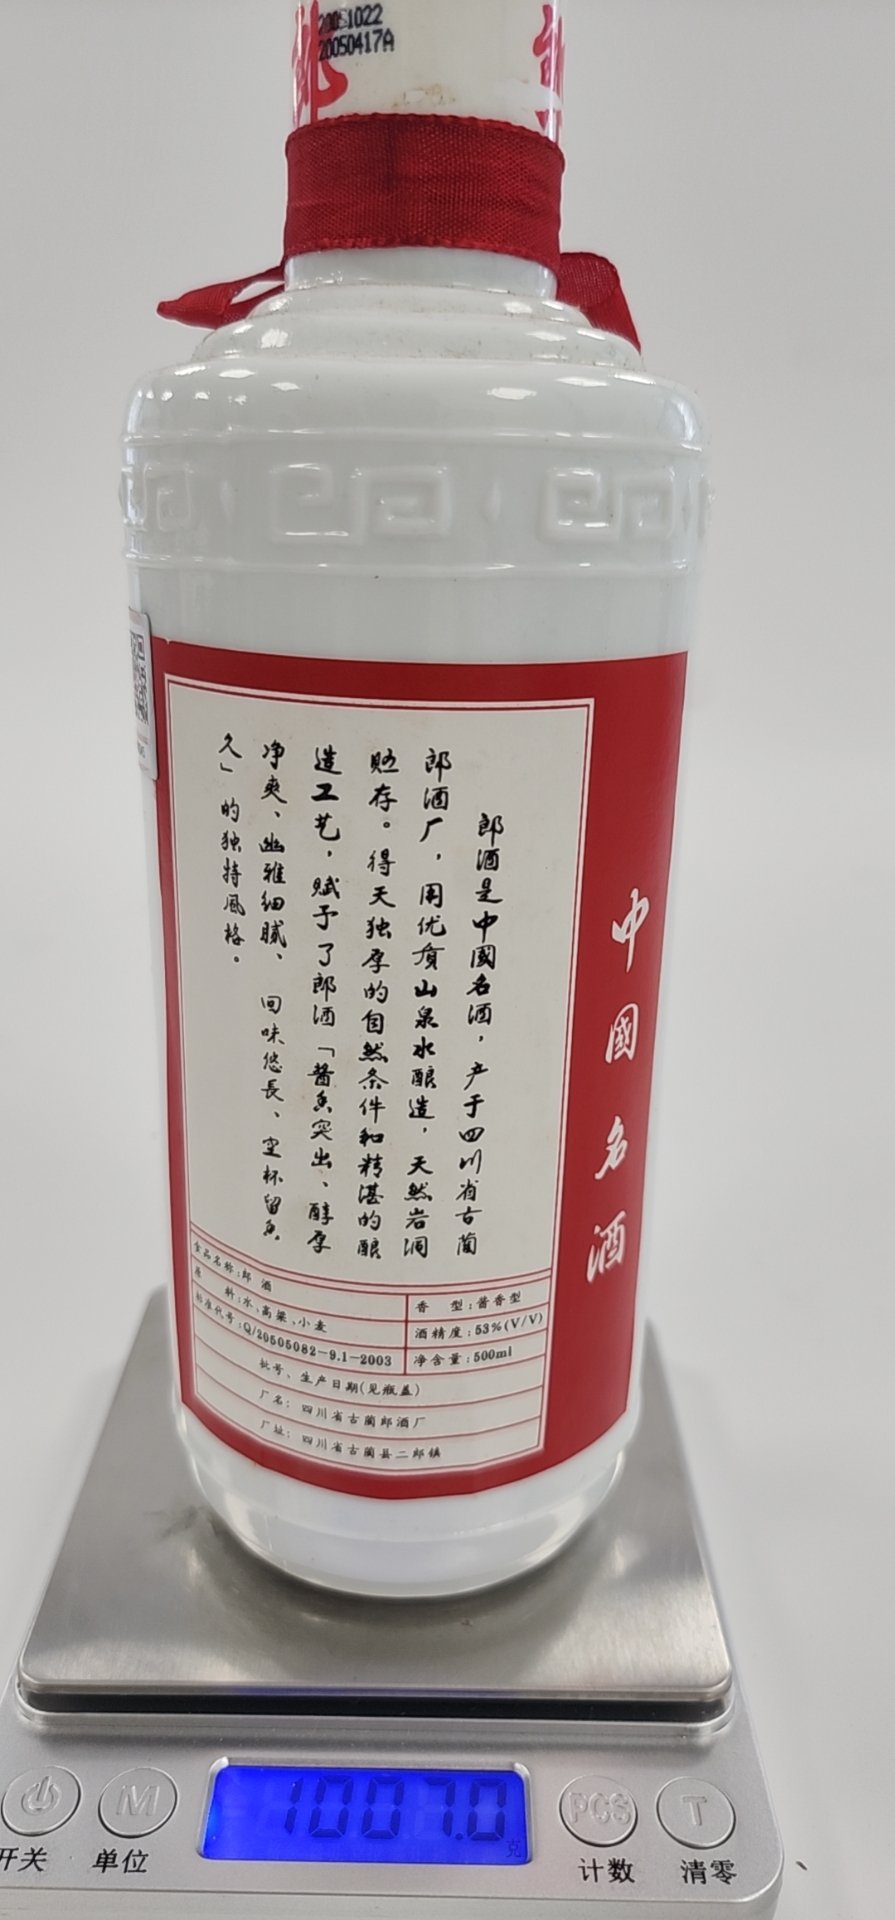 20051022
20050417A
郎酒是中國名酒，产于四川省古蔺
郎酒厂，用优质山泉水酿造，天然岩洞
贮存。得天独厚的自然条件和精湛的酿
造工艺，赋予了郎酒「酱香突出、醇厚
净爽、幽雅细腻、回味悠長、空杯留香
久」的独特风格。
中國名酒
食品名称：郎 酒
原 料：水、高粱、小麦
标准代号：Q/20505082-9.1-2003
香 型：酱香型
酒精度：53%(V/V)
净含量：500ml
批号、生产日期(见瓶盖)
厂名：四川省古蔺郎酒厂
厂址：四川省古蔺县二郎镇
1007.0
克
M
PCS
T
开关
单位
计数
清零